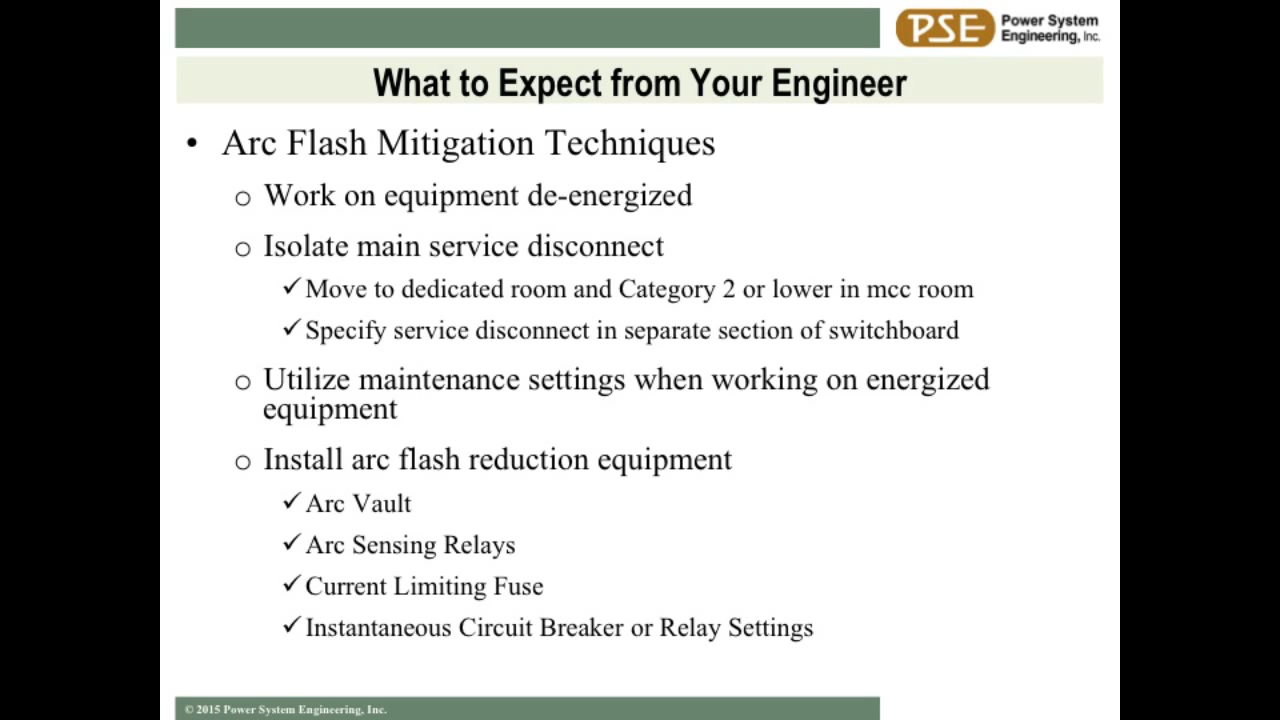 PSE Power System
Engineering, Inc.
What to Expect from Your Engineer
• Arc Flash Mitigation Techniques
o Work on equipment de-energized
o Isolate main service disconnect
✓ Move to dedicated room and Category 2 or lower in mcc room
✓ Specify service disconnect in separate section of switchboard
o Utilize maintenance settings when working on energized
equipment
o Install arc flash reduction equipment
✓ Arc Vault
✓ Arc Sensing Relays
✓ Current Limiting Fuse
✓ Instantaneous Circuit Breaker or Relay Settings
© 2015 Power System Engineering, Inc.